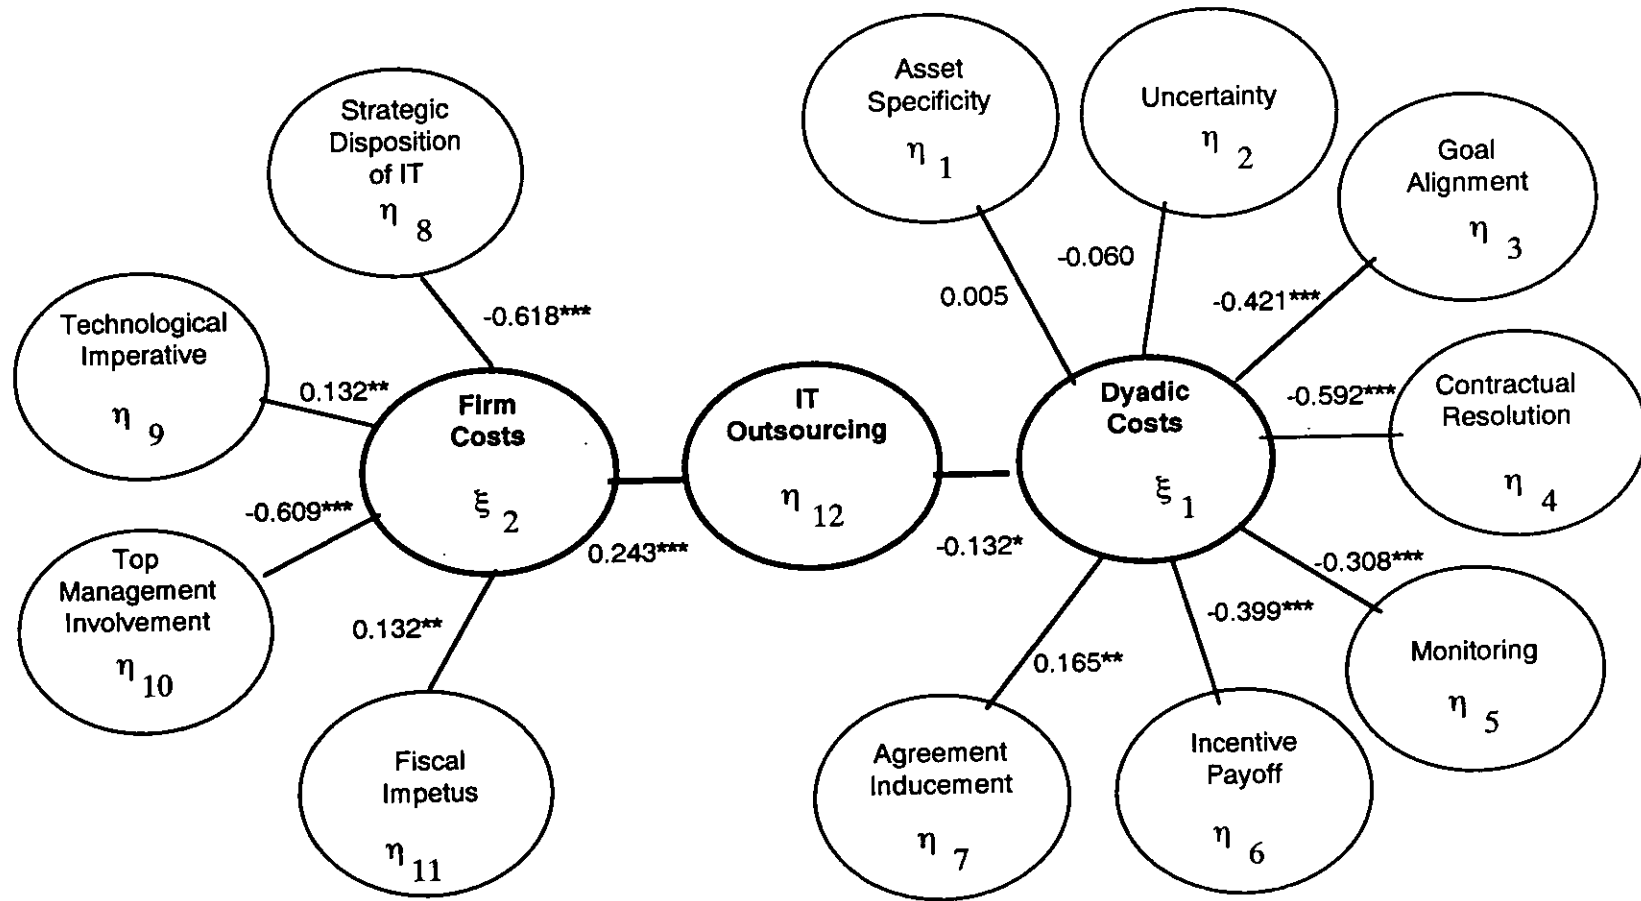 Strategic
Disposition
of IT
η 8
-0.618***
Technological
Imperative
η 9
0.132**
Firm
Costs
ξ 2
-0.609***
Top
Management
Involvement
η 10
0.132**
Fiscal
Impetus
η 11
0.243***
IT
Outsourcing
η 12
-0.132*
Asset
Specificity
η 1
0.005
Uncertainty
η 2
-0.060
Goal
Alignment
η 3
-0.421***
Dyadic
Costs
ξ 1
-0.592***
Contractual
Resolution
η 4
-0.308***
Monitoring
η 5
-0.399***
Incentive
Payoff
η 6
0.165**
Agreement
Inducement
η 7